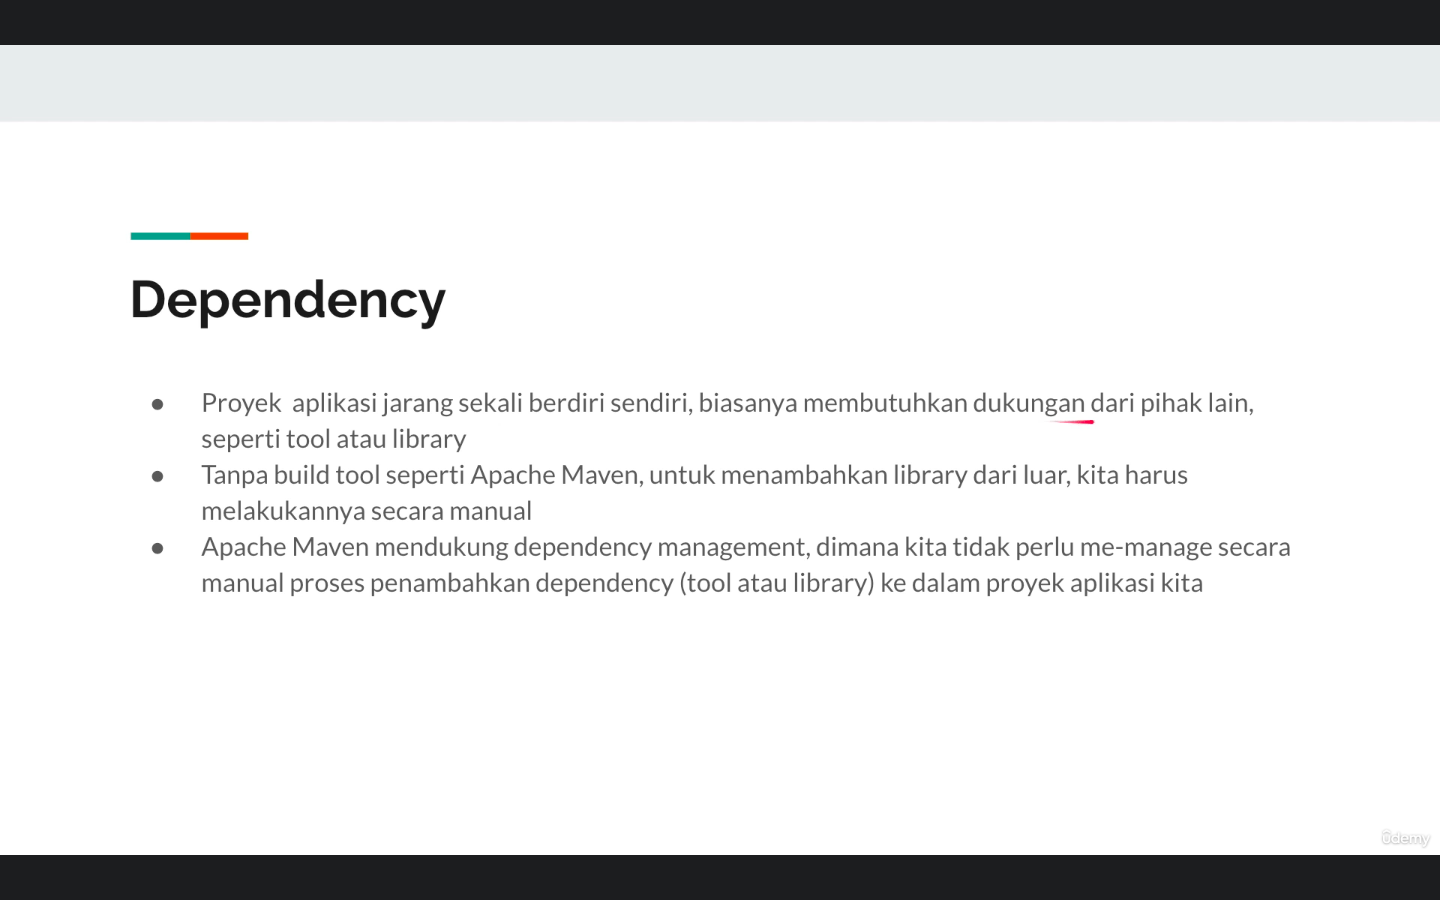 Dependency
● Proyek  aplikasi jarang sekali berdiri sendiri, biasanya membutuhkan dukungan dari pihak lain,
seperti tool atau library
● Tanpa build tool seperti Apache Maven, untuk menambahkan library dari luar, kita harus
melakukannya secara manual
● Apache Maven mendukung dependency management, dimana kita tidak perlu me-manage secara
manual proses penambahkan dependency (tool atau library) ke dalam proyek aplikasi kita
ûdemy